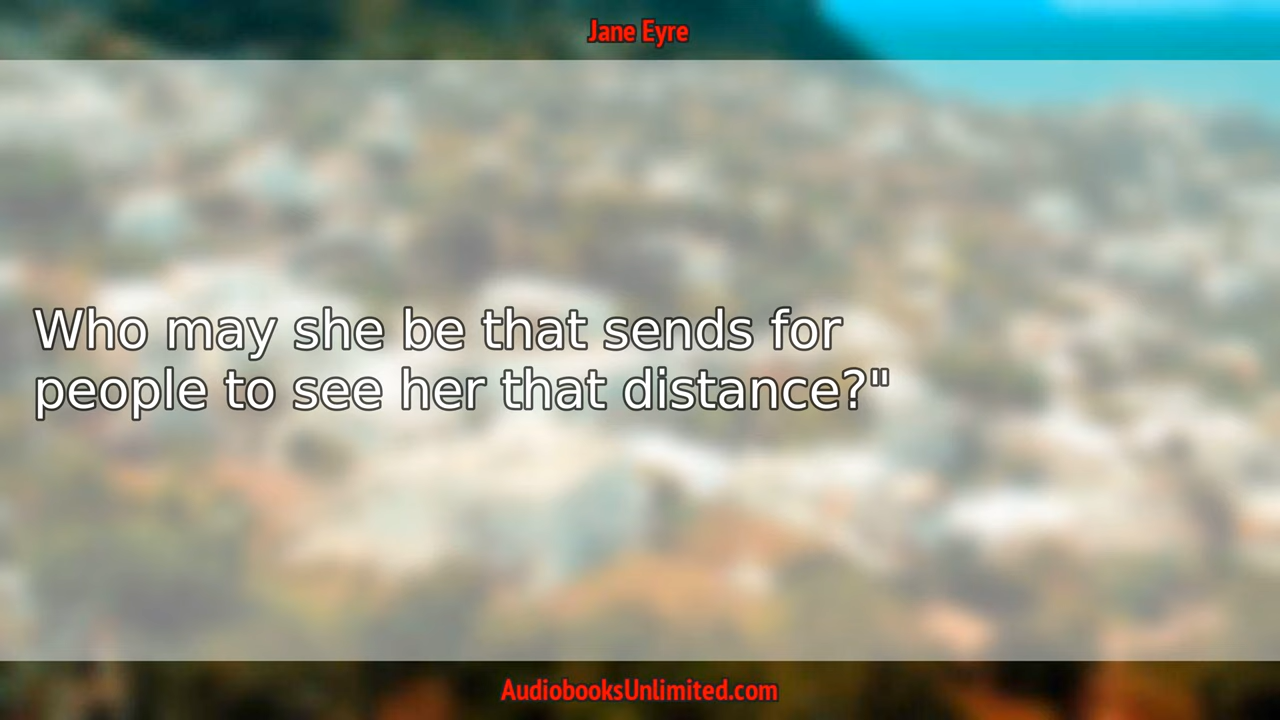 Jane Eyre
Who may she be that sends for
people to see her that distance?"
AudiobooksUnlimited.com